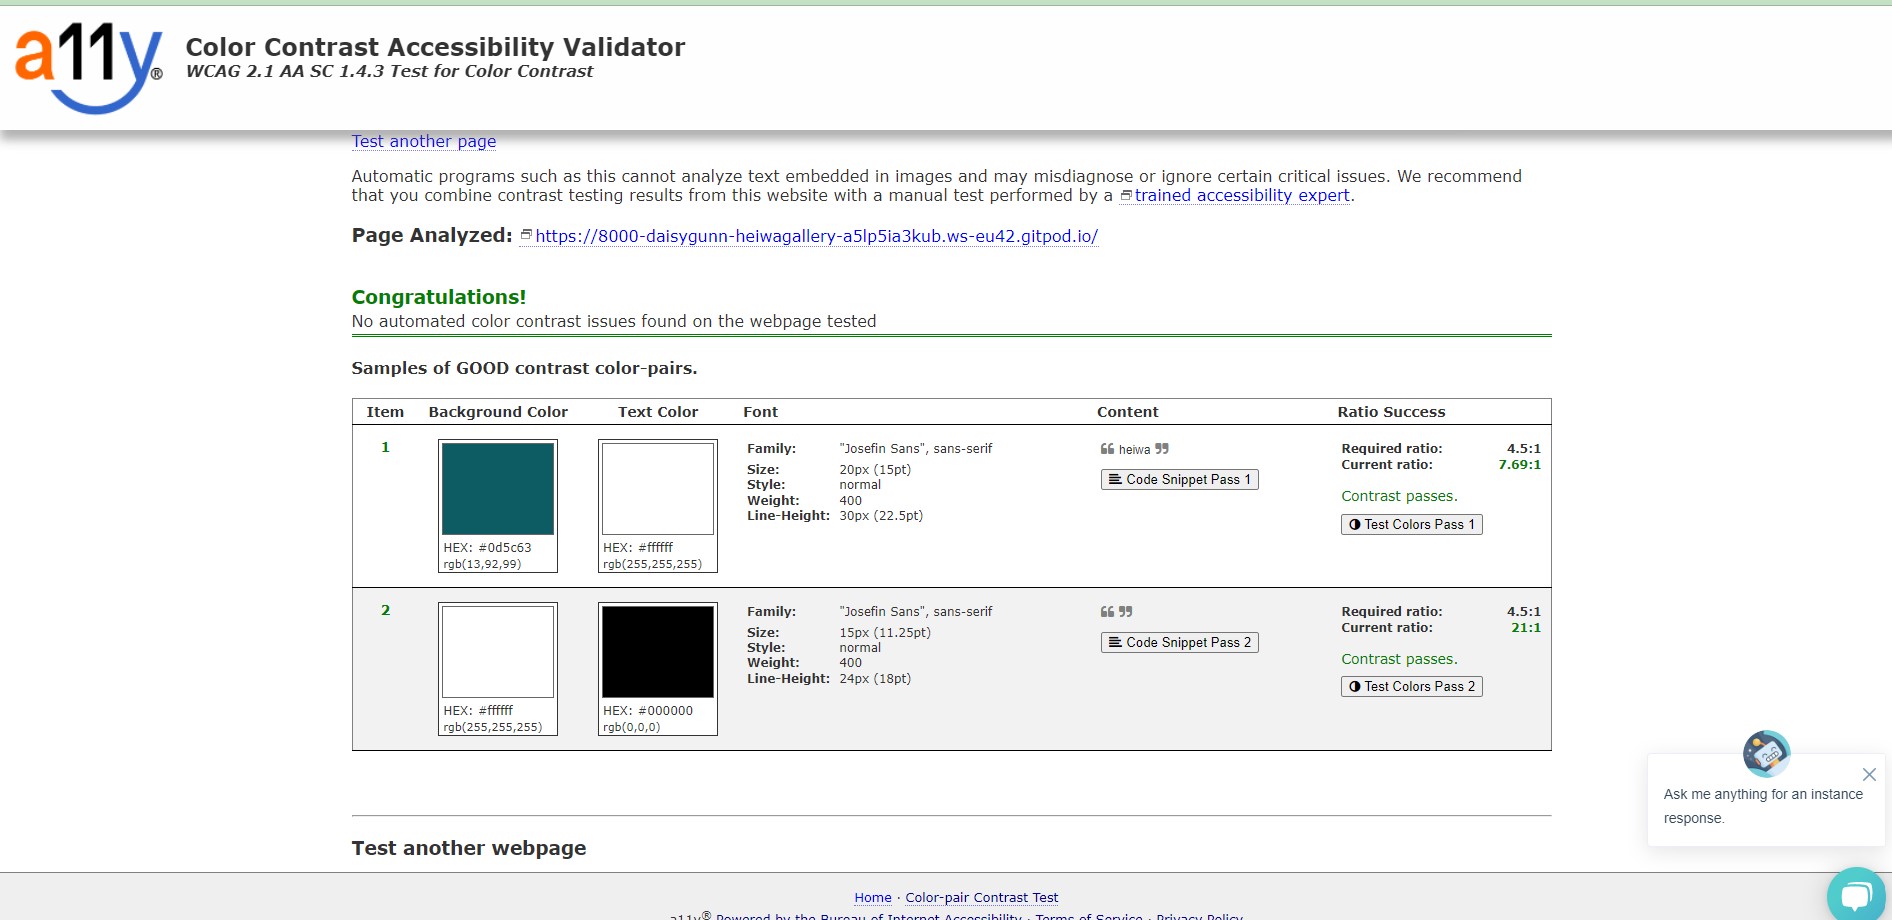 a11y®
Color Contrast Accessibility Validator
WCAG 2.1 AA SC 1.4.3 Test for Color Contrast
Test another page
Automatic programs such as this cannot analyze text embedded in images and may misdiagnose or ignore certain critical issues. We recommend
that you combine contrast testing results from this website with a manual test performed by a trained accessibility expert.
Page Analyzed: https://8000-daisygunn-heiwagallery-a5lp5ia3kub.ws-eu42.gitpod.io/
Congratulations!
No automated color contrast issues found on the webpage tested
Samples of GOOD contrast color-pairs.
Item Background Color Text Color Font Content Ratio Success
1
HEX: #0d5c63
rgb(13,92,99)
HEX: #ffffff
rgb(255,255,255)
Family: "Josefin Sans", sans-serif
Size: 20px (15pt)
Style: normal
Weight: 400
Line-Height: 30px (22.5pt)
❝ heiwa ❞
Code Snippet Pass 1
Required ratio: 4.5:1
Current ratio: 7.69:1
Contrast passes.
Test Colors Pass 1
2
HEX: #ffffff
rgb(255,255,255)
HEX: #000000
rgb(0,0,0)
Family: "Josefin Sans", sans-serif
Size: 15px (11.25pt)
Style: normal
Weight: 400
Line-Height: 24px (18pt)
❝ ❞
Code Snippet Pass 2
Required ratio: 4.5:1
Current ratio: 21:1
Contrast passes.
Test Colors Pass 2
Ask me anything for an instance
response.
Test another webpage
Home · Color-pair Contrast Test
a11y® Powered by the Bureau of Internet Accessibility · Terms of Service · Privacy Policy